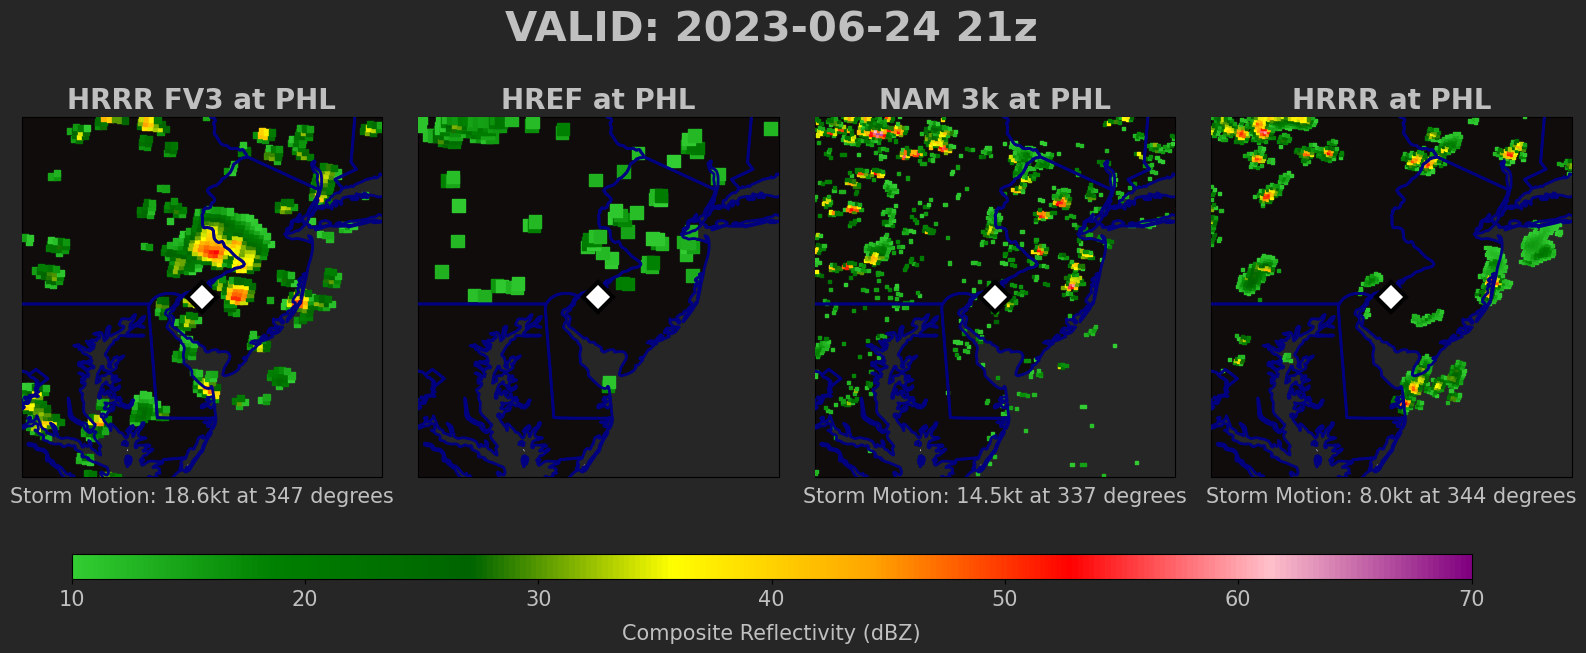 VALID: 2023-06-24 21z
HRRR FV3 at PHL
HREF at PHL
NAM 3k at PHL
HRRR at PHL
Storm Motion: 18.6kt at 347 degrees
Storm Motion: 14.5kt at 337 degrees
Storm Motion: 8.0kt at 344 degrees
10 20 30 40 50 60 70
Composite Reflectivity (dBZ)